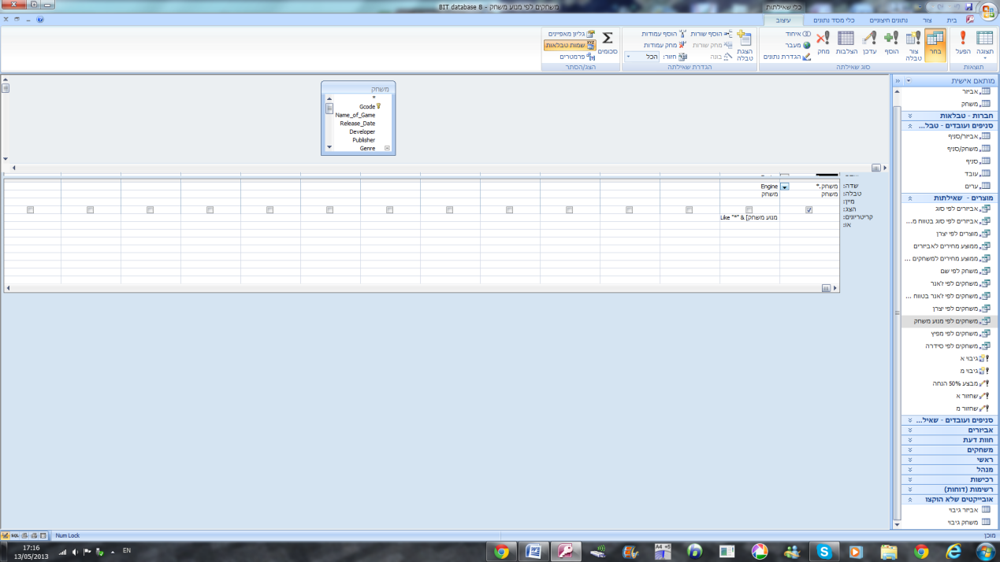 משחקים לפי מנוע משחק - BIT database 8
כלי שאילתות
בית
צור
נתונים חיצוניים
כלי מסד נתונים
עיצוב
תצוגה
הפעל
תוצאות
בחר
צור טבלה
הוסף
עדכן
הצלבות
מחק
איחוד
מעבר
הגדרת נתונים
סוג שאילתה
הצגת טבלה
הוסף שורות
מחק שורות
בונה
הוסף עמודות
מחק עמודות
חזור: הכל
הגדרת שאילתה
סכומים
גליון מאפיינים
שמות טבלאות
פרמטרים
הצג/הסתר
מותאם אישית
אביזר
משחק
חברות - טבלאות
סניפים ועובדים - טבל...
אביזר/סניף
משחק/סניף
סניף
עובד
ערים
מוצרים - שאילתות
אביזרים לפי סוג
אביזרים לפי סוג בטווח מ...
מוצרים לפי יצרן
ממוצע מחירים לאביזרים
ממוצע מחירים למשחקים ...
משחק לפי שם
משחקים לפי ז'אנר
משחקים לפי ז'אנר בטווח ...
משחקים לפי יצרן
משחקים לפי מנוע משחק
משחקים לפי מפיץ
משחקים לפי סידרה
גיבוי א
גיבוי מ
מבצע 50% הנחה
שחזור א
שחזור מ
סניפים ועובדים - שאיל...
אביזרים
חוות דעת
משחקים
ראשי
מנהל
רכישות
רשימות (דוחות)
אובייקטים שלא הוקצו
אביזר גיבוי
משחק גיבוי
משחק
*
Gcode
Name_of_Game
Release_Date
Developer
Publisher
Genre
שדה: משחק.* Engine
טבלה: משחק משחק
מיין:
הצג:
קריטריונים: Like "*" & [מנוע משחק
או:
מוכן
Num Lock
SQL
EN
17:16
13/05/2013
A4 +5